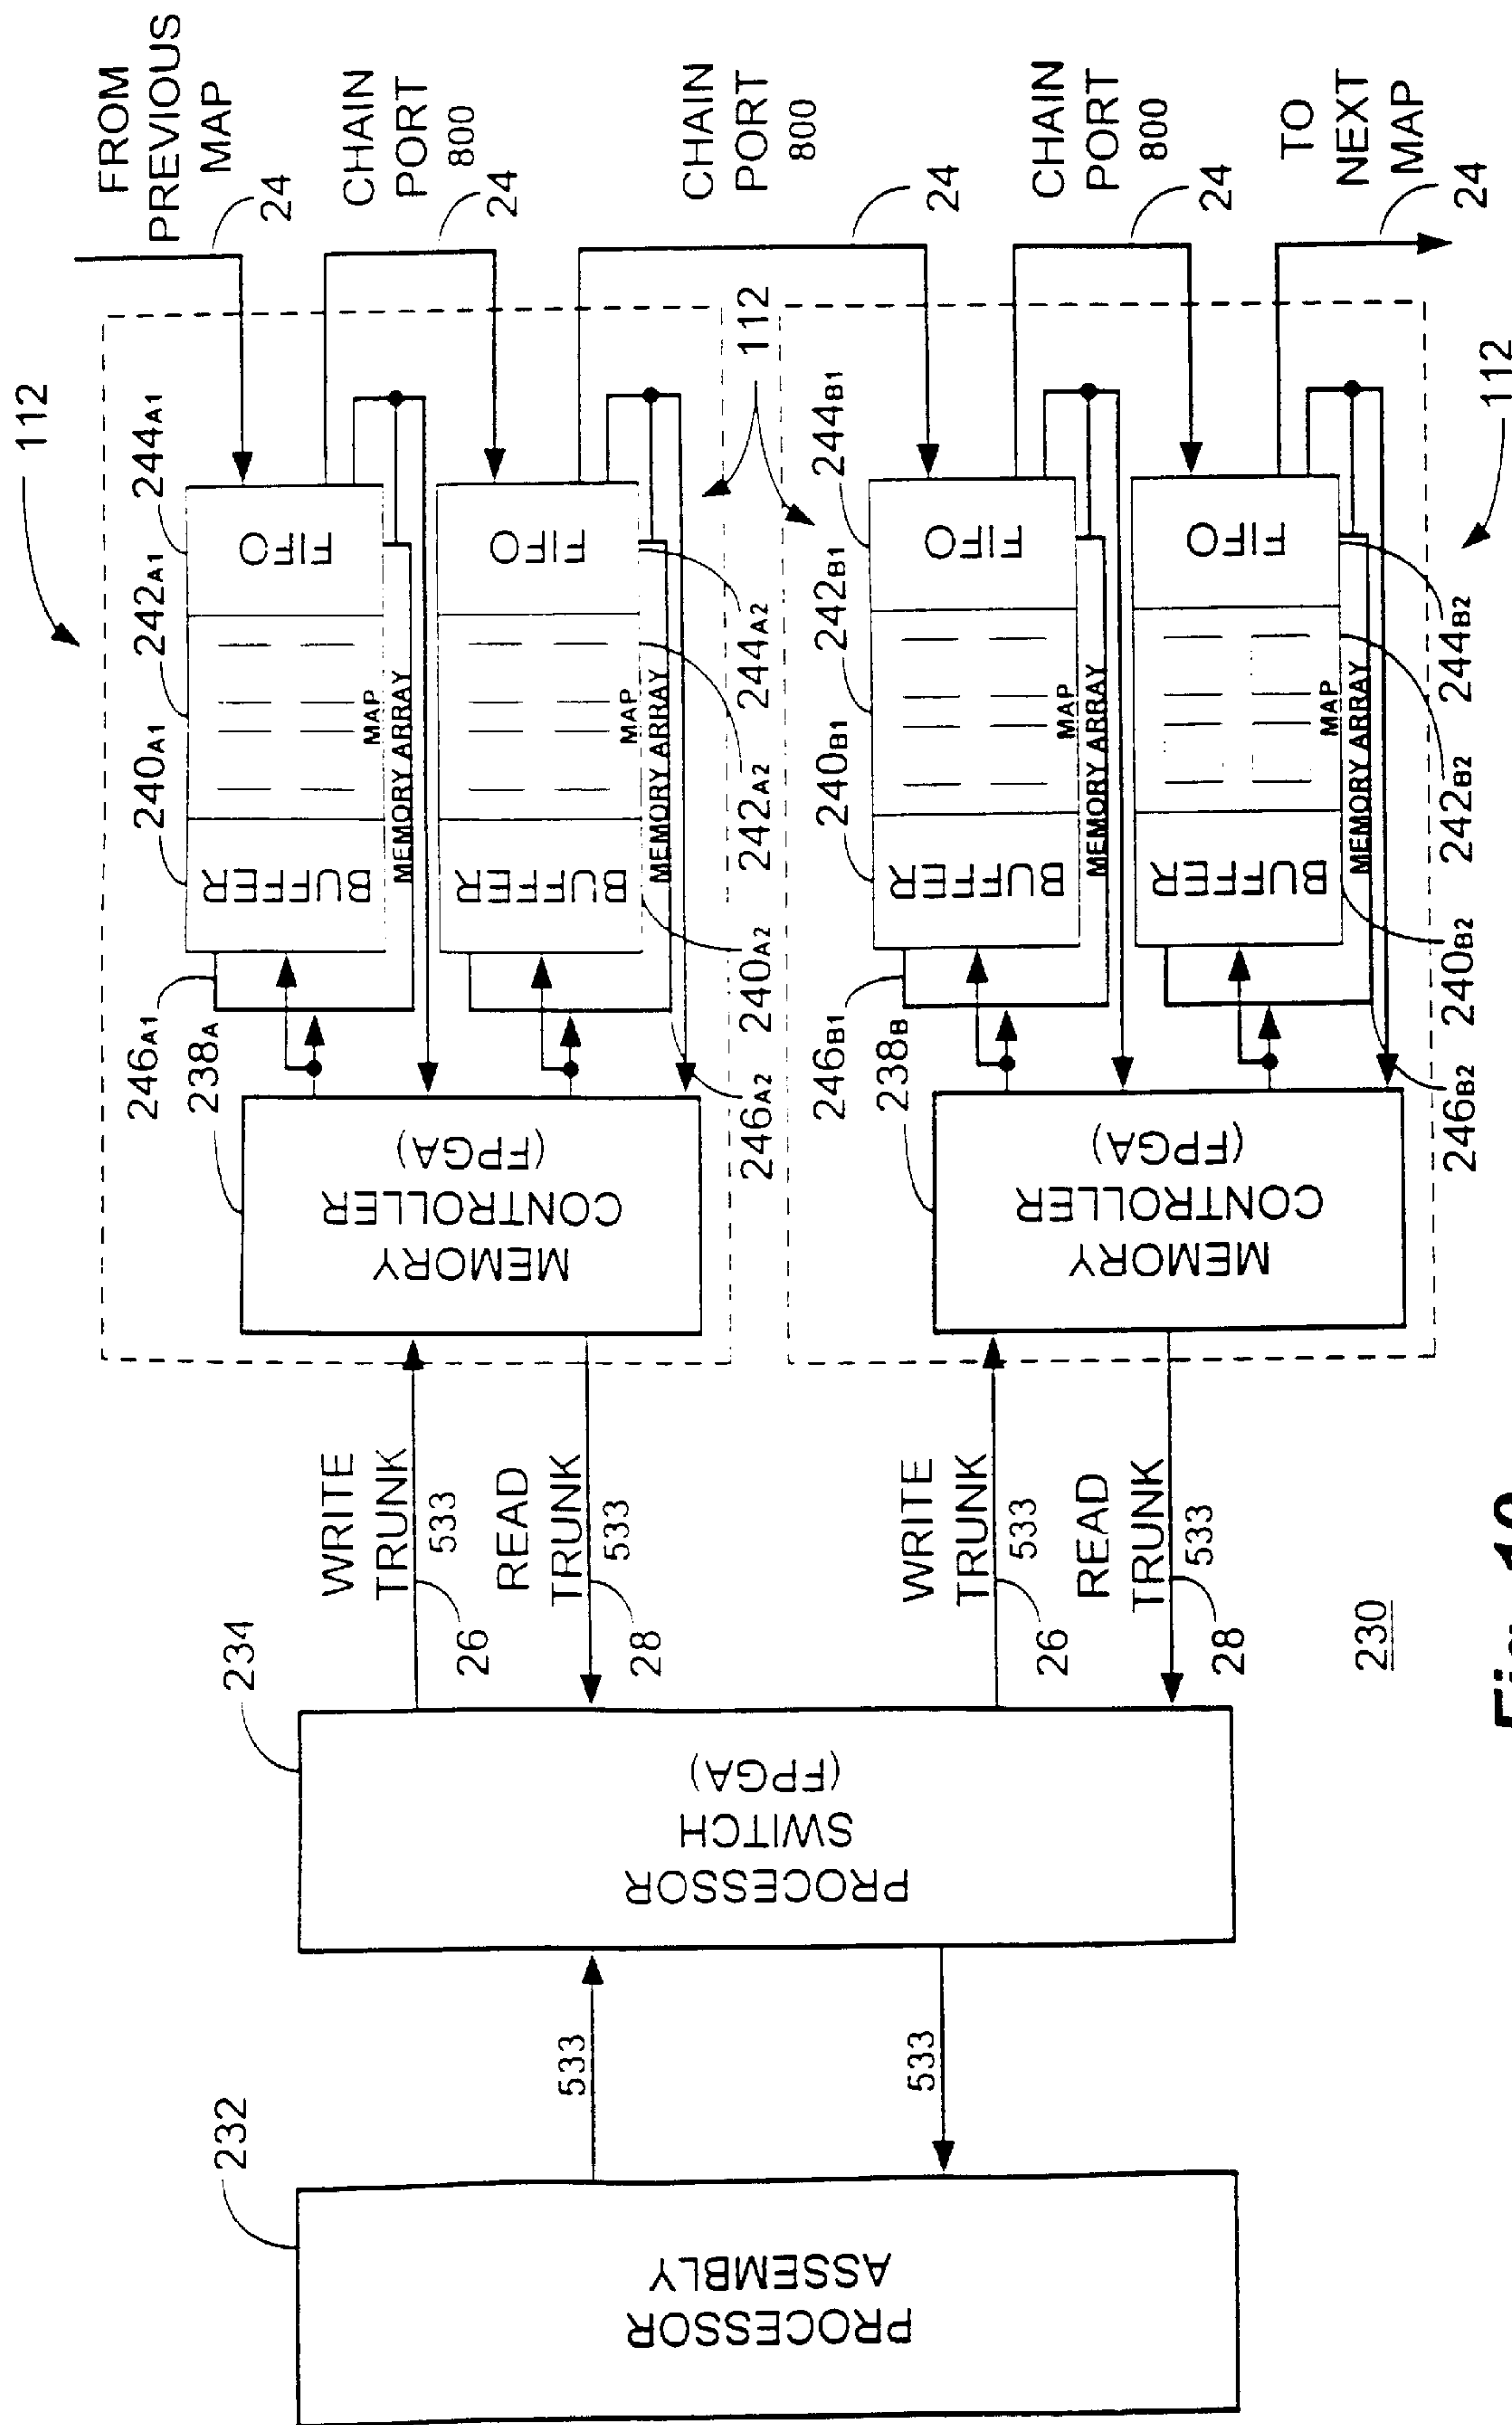 FROM
PREVIOUS
MAP
24
CHAIN
PORT
800
24
CHAIN
PORT
800
24
CHAIN
PORT
800
24
TO
NEXT
MAP
24
112
240A1
242A1
244A1
BUFFER
FIFO
MAP
MEMORY ARRAY
246A1
238A
MEMORY
CONTROLLER
(FPGA)
BUFFER
FIFO
MAP
MEMORY ARRAY
246A2
240A2
242A2
244A2
112
240B1
242B1
244B1
BUFFER
FIFO
MAP
MEMORY ARRAY
246B1
238B
MEMORY
CONTROLLER
(FPGA)
BUFFER
FIFO
MAP
MEMORY ARRAY
246B2
240B2
242B2
244B2
112
WRITE
TRUNK
533
26
READ
TRUNK
533
28
WRITE
TRUNK
533
26
READ
TRUNK
533
28
234
PROCESSOR
SWITCH
(FPGA)
533
533
232
PROCESSOR
ASSEMBLY
230